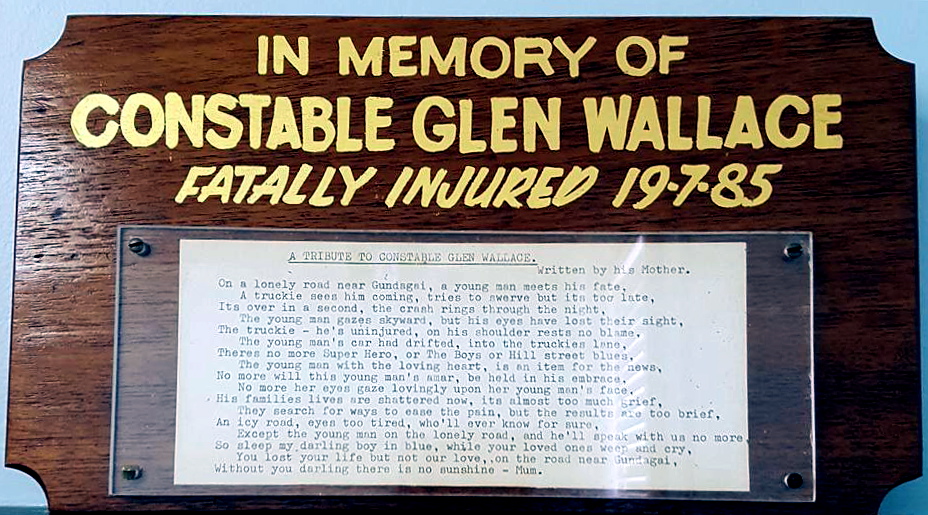 IN MEMORY OF
CONSTABLE GLEN WALLACE
FATALLY INJURED 19·7·85
A TRIBUTE TO CONSTABLE GLEN WALLACE.
Written by his Mother.
On a lonely road near Gundagai, a young man meets his fate,
A truckie sees him coming, tries to swerve but its too late,
Its over in a second, the crash rings through the night,
The young man gazes skyward, but his eyes have lost their sight,
The truckie - he's uninjured, on his shoulder rests no blame,
The young man's car had drifted, into the truckies lane,
Theres no more Super Hero, or The Boys or Hill street blues,
The young man with the loving heart, is an item for the news,
No more will this young man's amar, be held in his embrace,
No more her eyes gaze lovingly upon her young man's face,
His families lives are shattered now, its almost too much grief,
They search for ways to ease the pain, but the results are too brief,
An icy road, eyes too tired, who'll ever know for sure,
Except the young man on the lonely road, and he'll speak with us no more,
So sleep my darling boy in blue, while your loved ones weep and cry,
You lost your life but not our love, on the road near Gundagai,
Without you darling there is no sunshine - Mum.